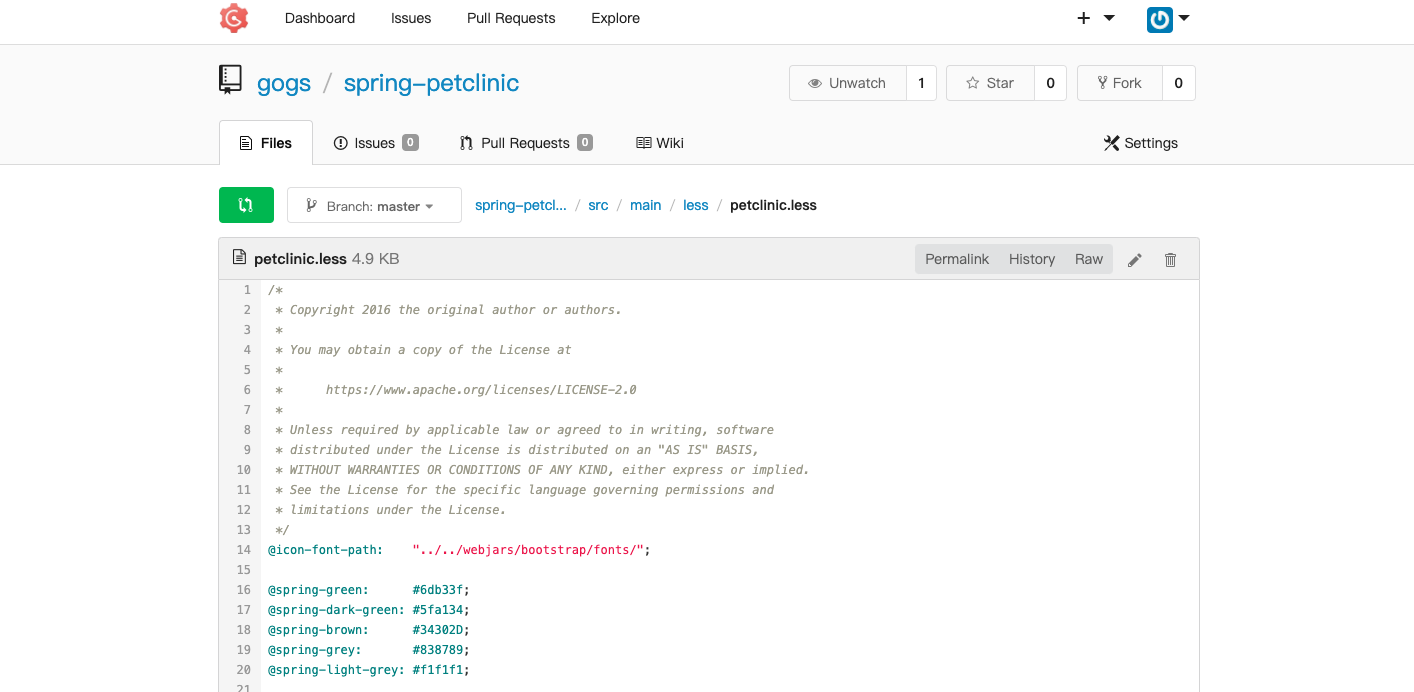 Dashboard Issues Pull Requests Explore
gogs / spring-petclinic
Unwatch 1 Star 0 Fork 0
Files Issues 0 Pull Requests 0 Wiki Settings
Branch: master spring-petcl... / src / main / less / petclinic.less
petclinic.less 4.9 KB Permalink History Raw
1 /*
2  * Copyright 2016 the original author or authors.
3  *
4  * You may obtain a copy of the License at
5  *
6  *      https://www.apache.org/licenses/LICENSE-2.0
7  *
8  * Unless required by applicable law or agreed to in writing, software
9  * distributed under the License is distributed on an "AS IS" BASIS,
10  * WITHOUT WARRANTIES OR CONDITIONS OF ANY KIND, either express or implied.
11  * See the License for the specific language governing permissions and
12  * limitations under the License.
13  */
14 @icon-font-path:    "../../webjars/bootstrap/fonts/";
15
16 @spring-green:      #6db33f;
17 @spring-dark-green: #5fa134;
18 @spring-brown:      #34302D;
19 @spring-grey:       #838789;
20 @spring-light-grey: #f1f1f1;
21